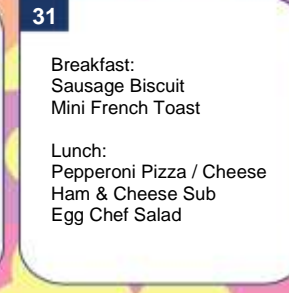 31
Breakfast:
Sausage Biscuit
Mini French Toast
Lunch:
Pepperoni Pizza / Cheese
Ham & Cheese Sub
Egg Chef Salad